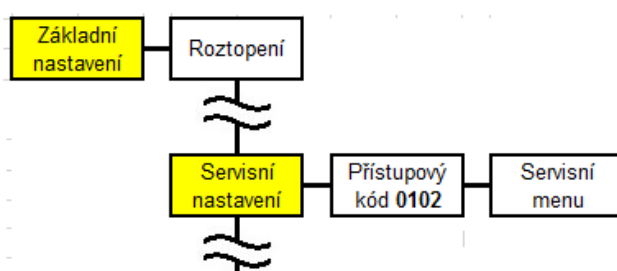 Základní
nastavení
Roztopení
Servisní
nastavení
Přístupový
kód 0102
Servisní
menu